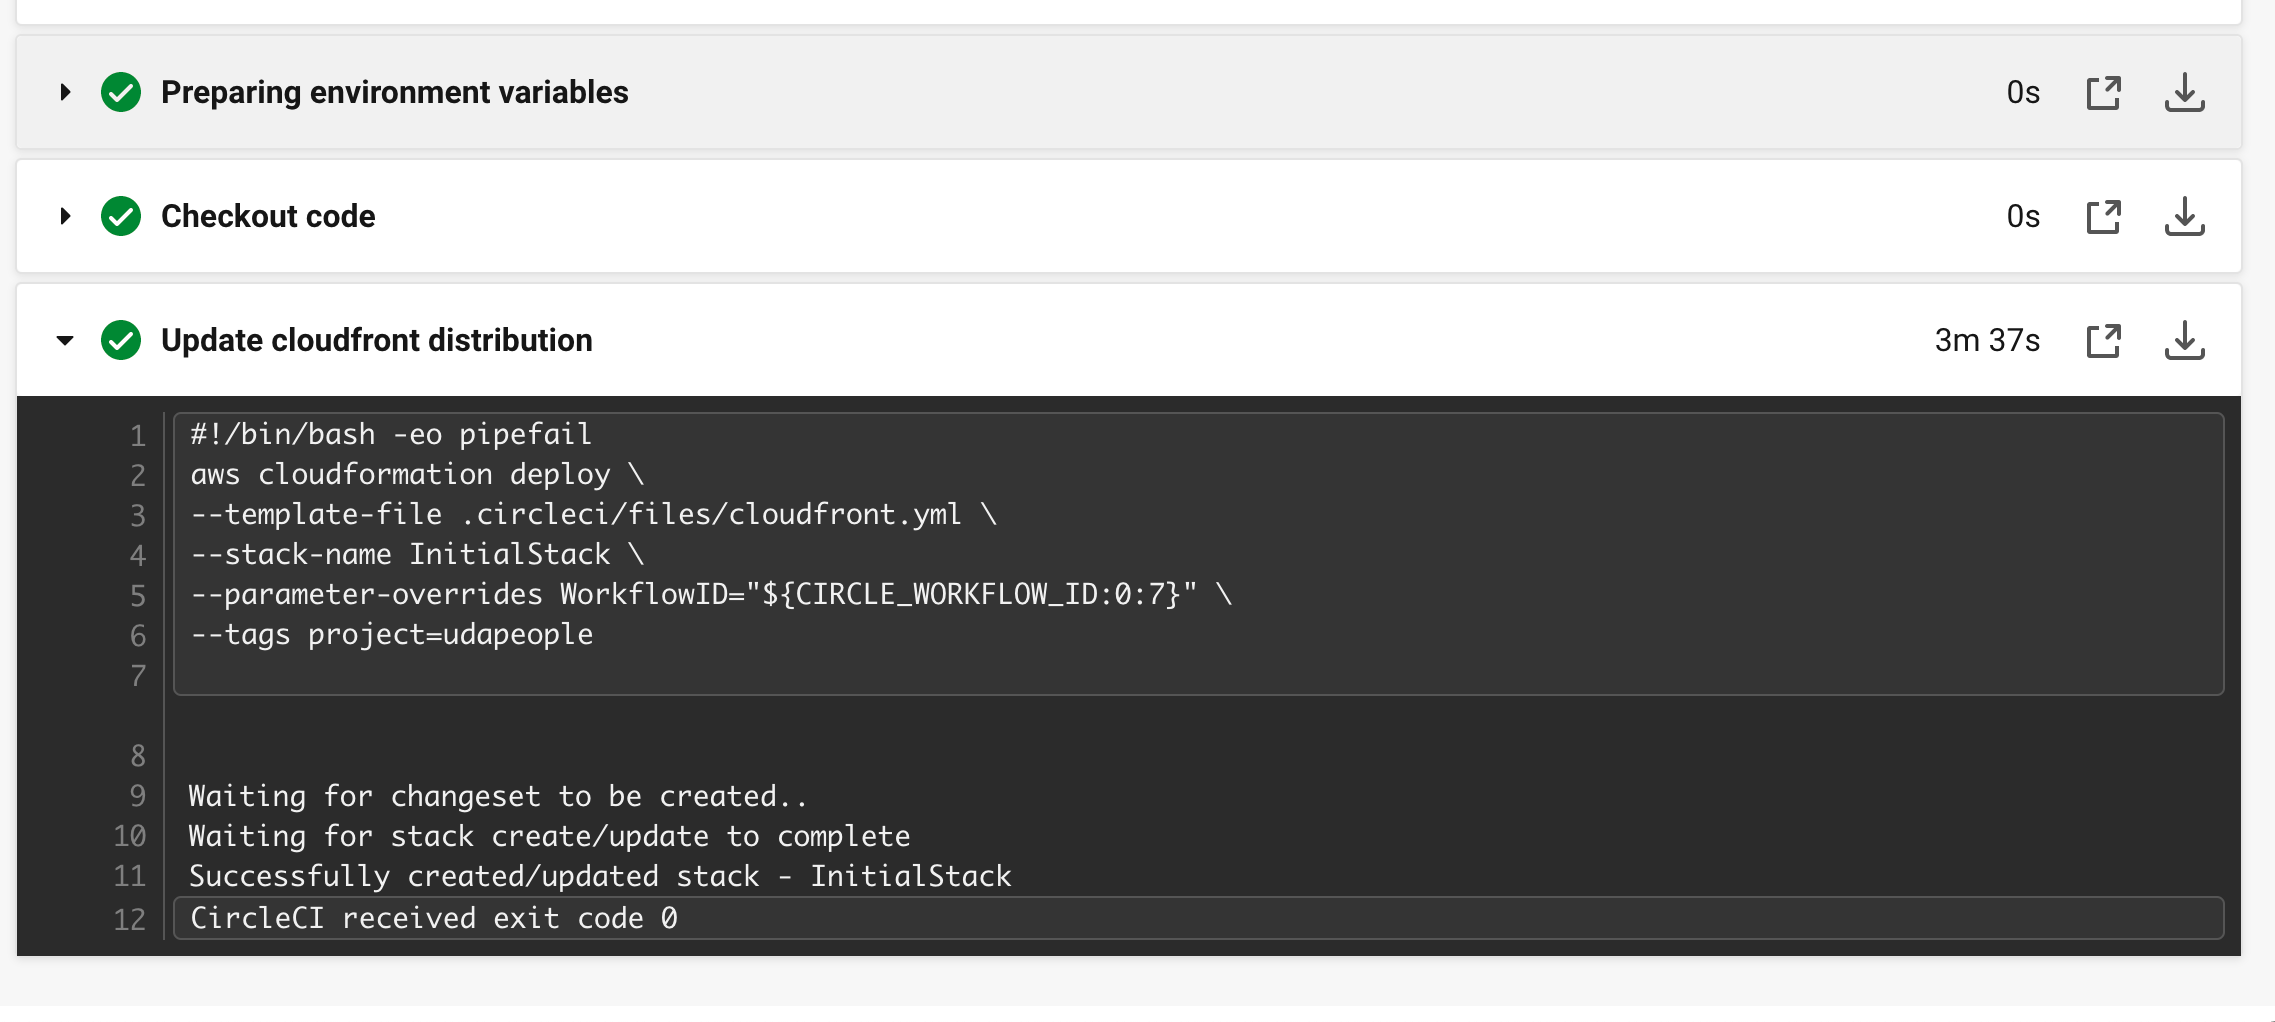 Preparing environment variables 0s
Checkout code 0s
Update cloudfront distribution 3m 37s
1 #!/bin/bash -eo pipefail
2 aws cloudformation deploy \
3 --template-file .circleci/files/cloudfront.yml \
4 --stack-name InitialStack \
5 --parameter-overrides WorkflowID="${CIRCLE_WORKFLOW_ID:0:7}" \
6 --tags project=udapeople
7
8
9 Waiting for changeset to be created..
10 Waiting for stack create/update to complete
11 Successfully created/updated stack - InitialStack
12 CircleCI received exit code 0